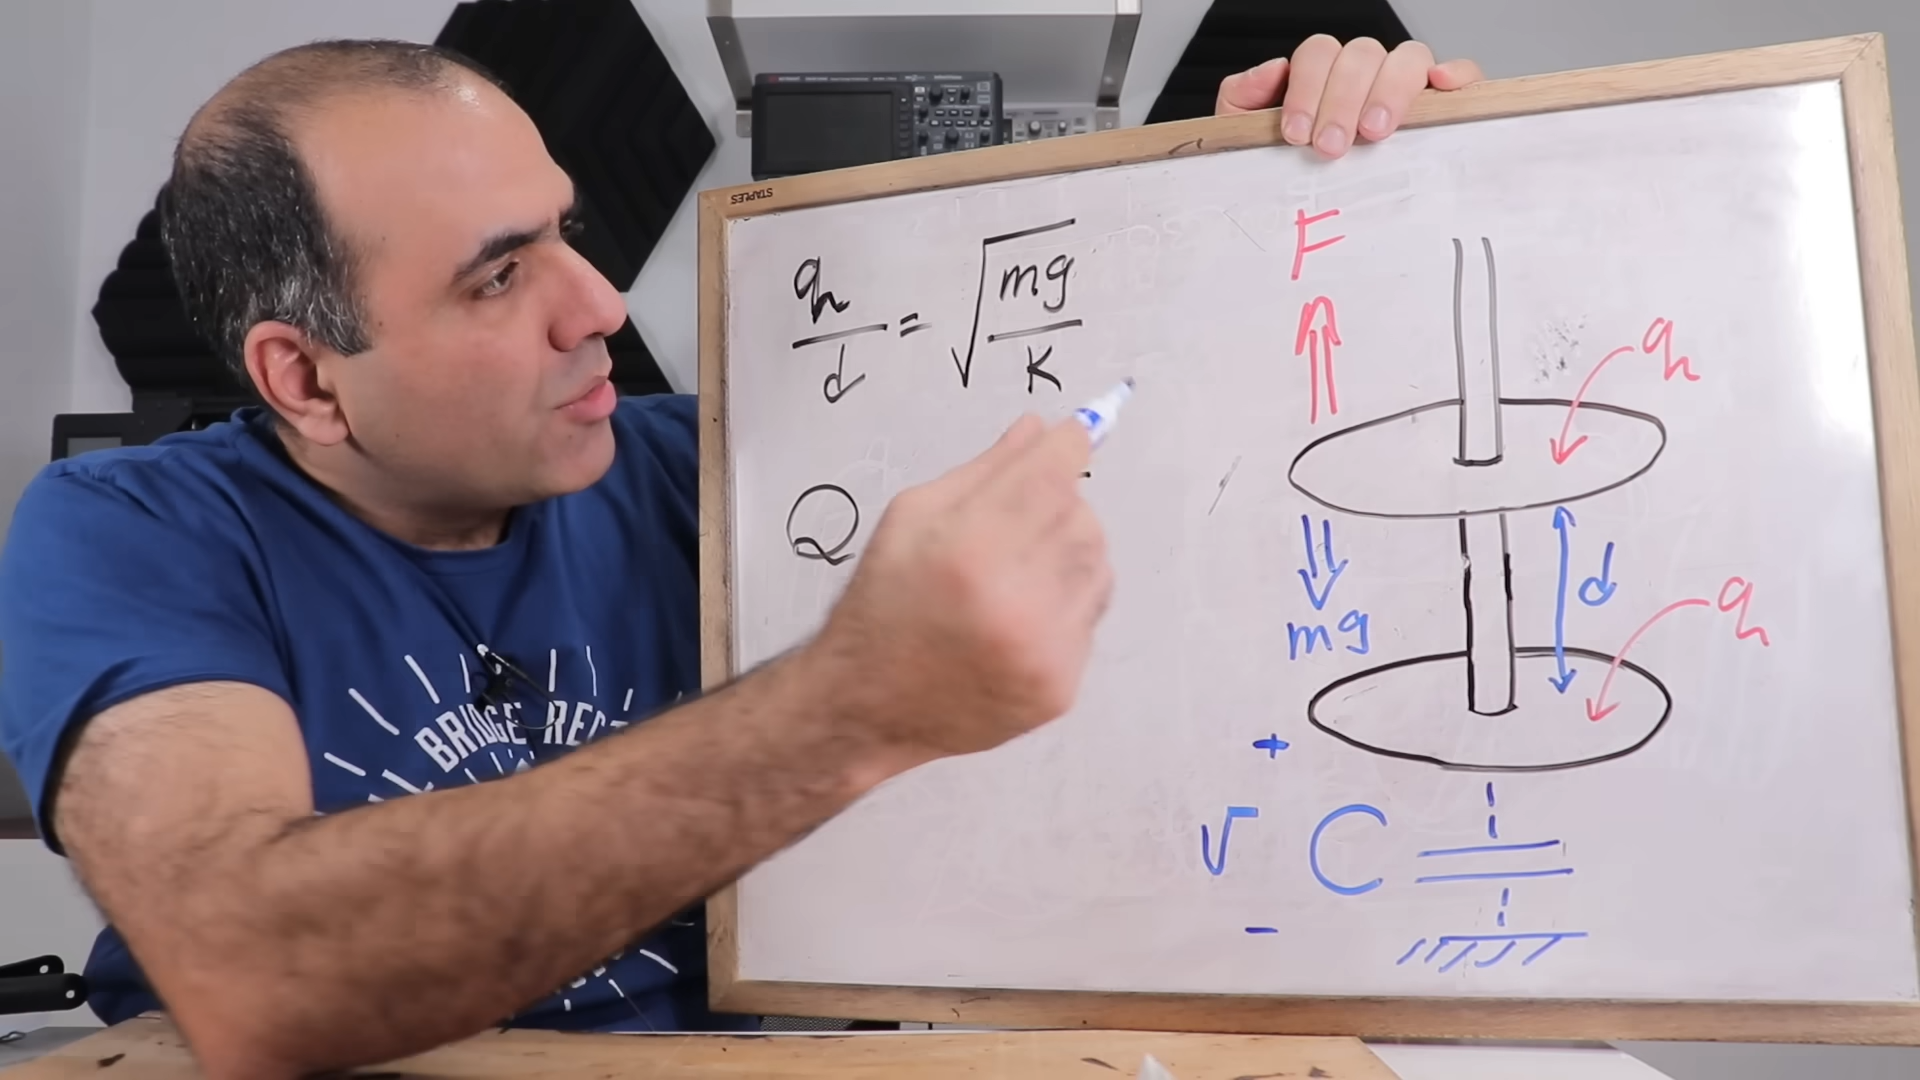 STAPLES
q/d = √(mg/K)
Q
F
q
d
mg
q
+
V C
-
BRIDGE